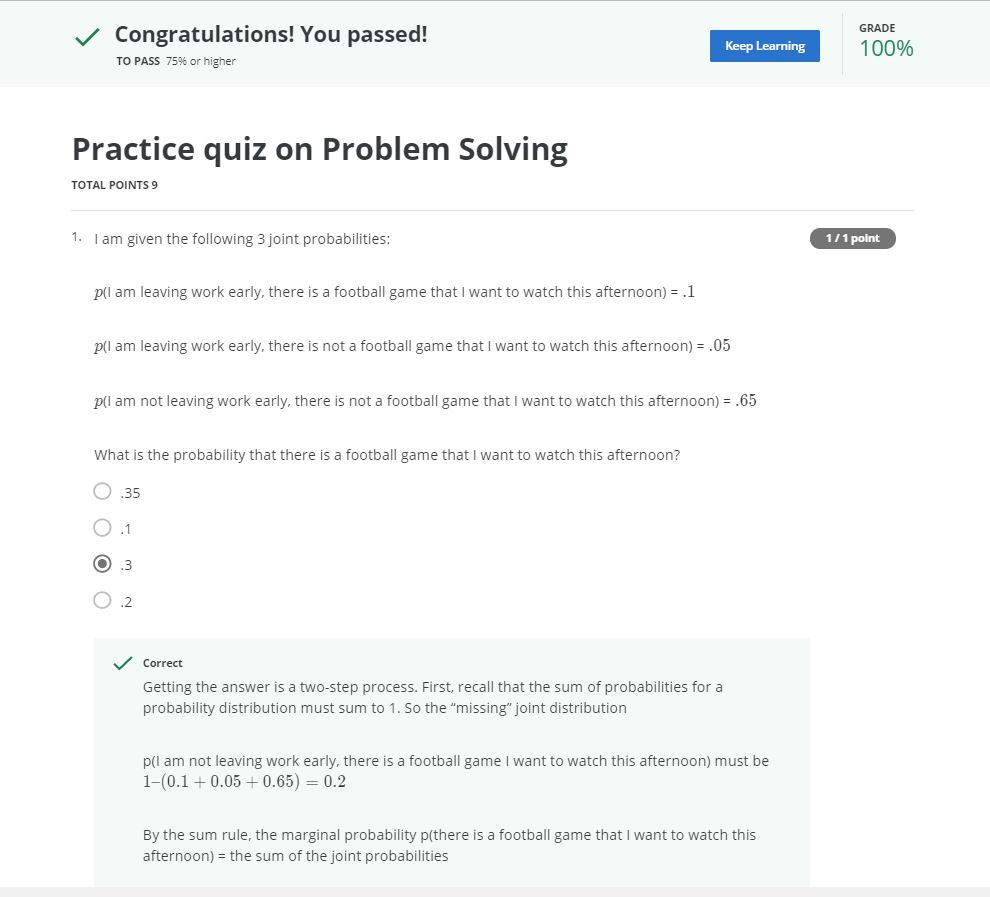 Congratulations! You passed!
TO PASS 75% or higher
Keep Learning
GRADE
100%
Practice quiz on Problem Solving
TOTAL POINTS 9
1. I am given the following 3 joint probabilities:
1 / 1 point
p(I am leaving work early, there is a football game that I want to watch this afternoon) = .1
p(I am leaving work early, there is not a football game that I want to watch this afternoon) = .05
p(I am not leaving work early, there is not a football game that I want to watch this afternoon) = .65
What is the probability that there is a football game that I want to watch this afternoon?
.35
.1
.3
.2
Correct
Getting the answer is a two-step process. First, recall that the sum of probabilities for a
probability distribution must sum to 1. So the “missing” joint distribution
p(I am not leaving work early, there is a football game I want to watch this afternoon) must be
1–(0.1 + 0.05 + 0.65) = 0.2
By the sum rule, the marginal probability p(there is a football game that I want to watch this
afternoon) = the sum of the joint probabilities